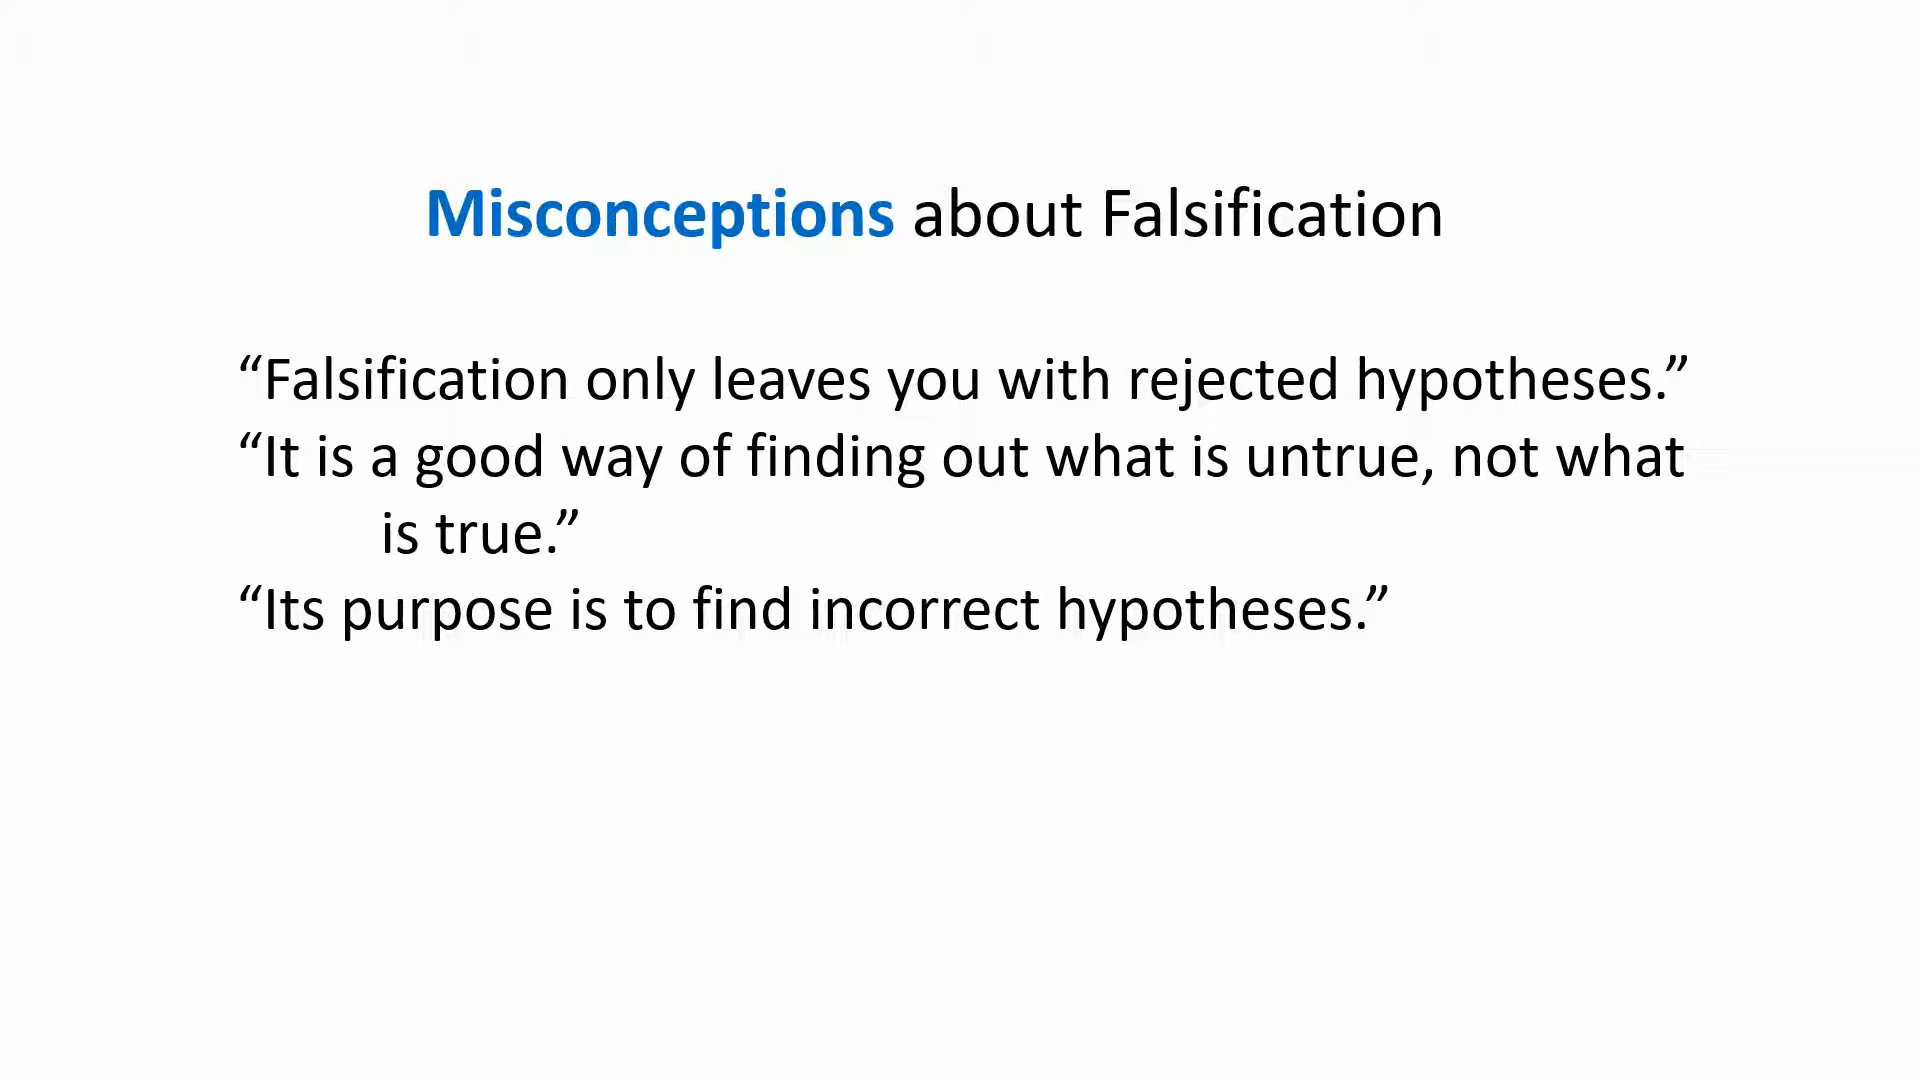 Misconceptions about Falsification
“Falsification only leaves you with rejected hypotheses.”
“It is a good way of finding out what is untrue, not what
is true.”
“Its purpose is to find incorrect hypotheses.”